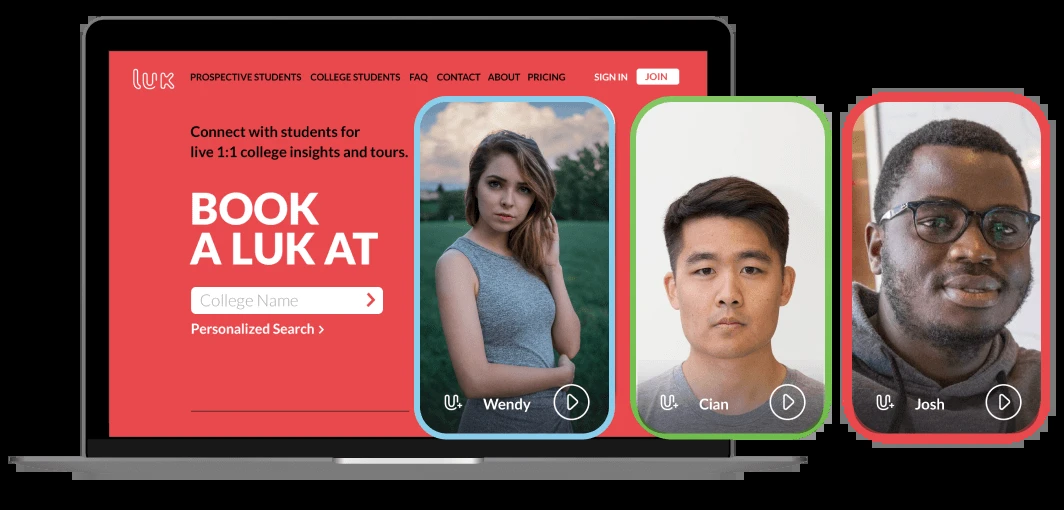 luk PROSPECTIVE STUDENTS COLLEGE STUDENTS FAQ CONTACT ABOUT PRICING SIGN IN JOIN
Connect with students for
live 1:1 college insights and tours.
BOOK
A LUK AT
College Name
Personalized Search
U+ Wendy
U+ Cian
U+ Josh